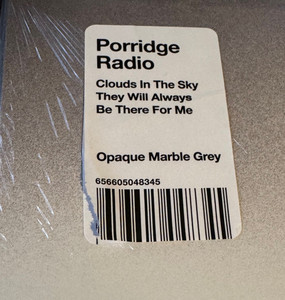 Porridge
Radio
Clouds In The Sky
They Will Always
Be There For Me
Opaque Marble Grey
656605048345